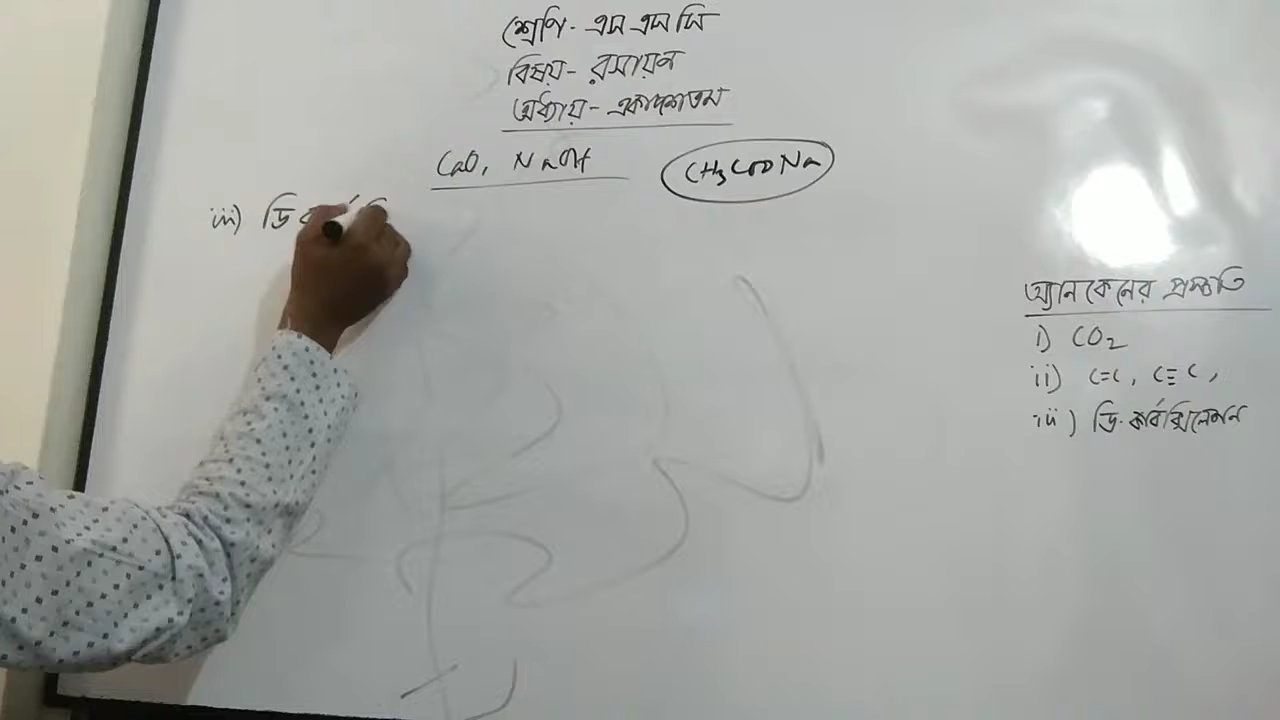 শ্রেণি- এস এস সি
বিষয়- রসায়ন
অধ্যায়- একাদশতম
CaO, NaOH CH3COONa
iii) ডি
অ্যালকেনের প্রস্তুতি
i) CO2
ii) C=C, C≡C,
iii) ডি-কার্বক্সিলেশন